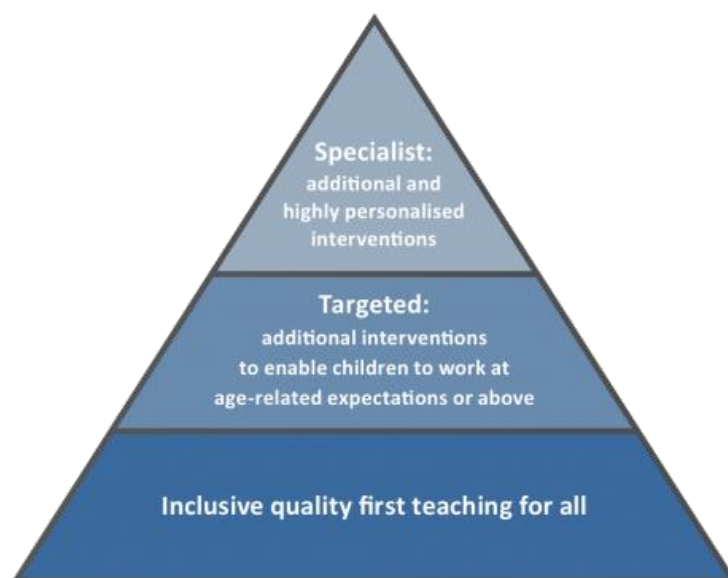 Specialist:
additional and
highly personalised
interventions
Targeted:
additional interventions
to enable children to work at
age-related expectations or above
Inclusive quality first teaching for all